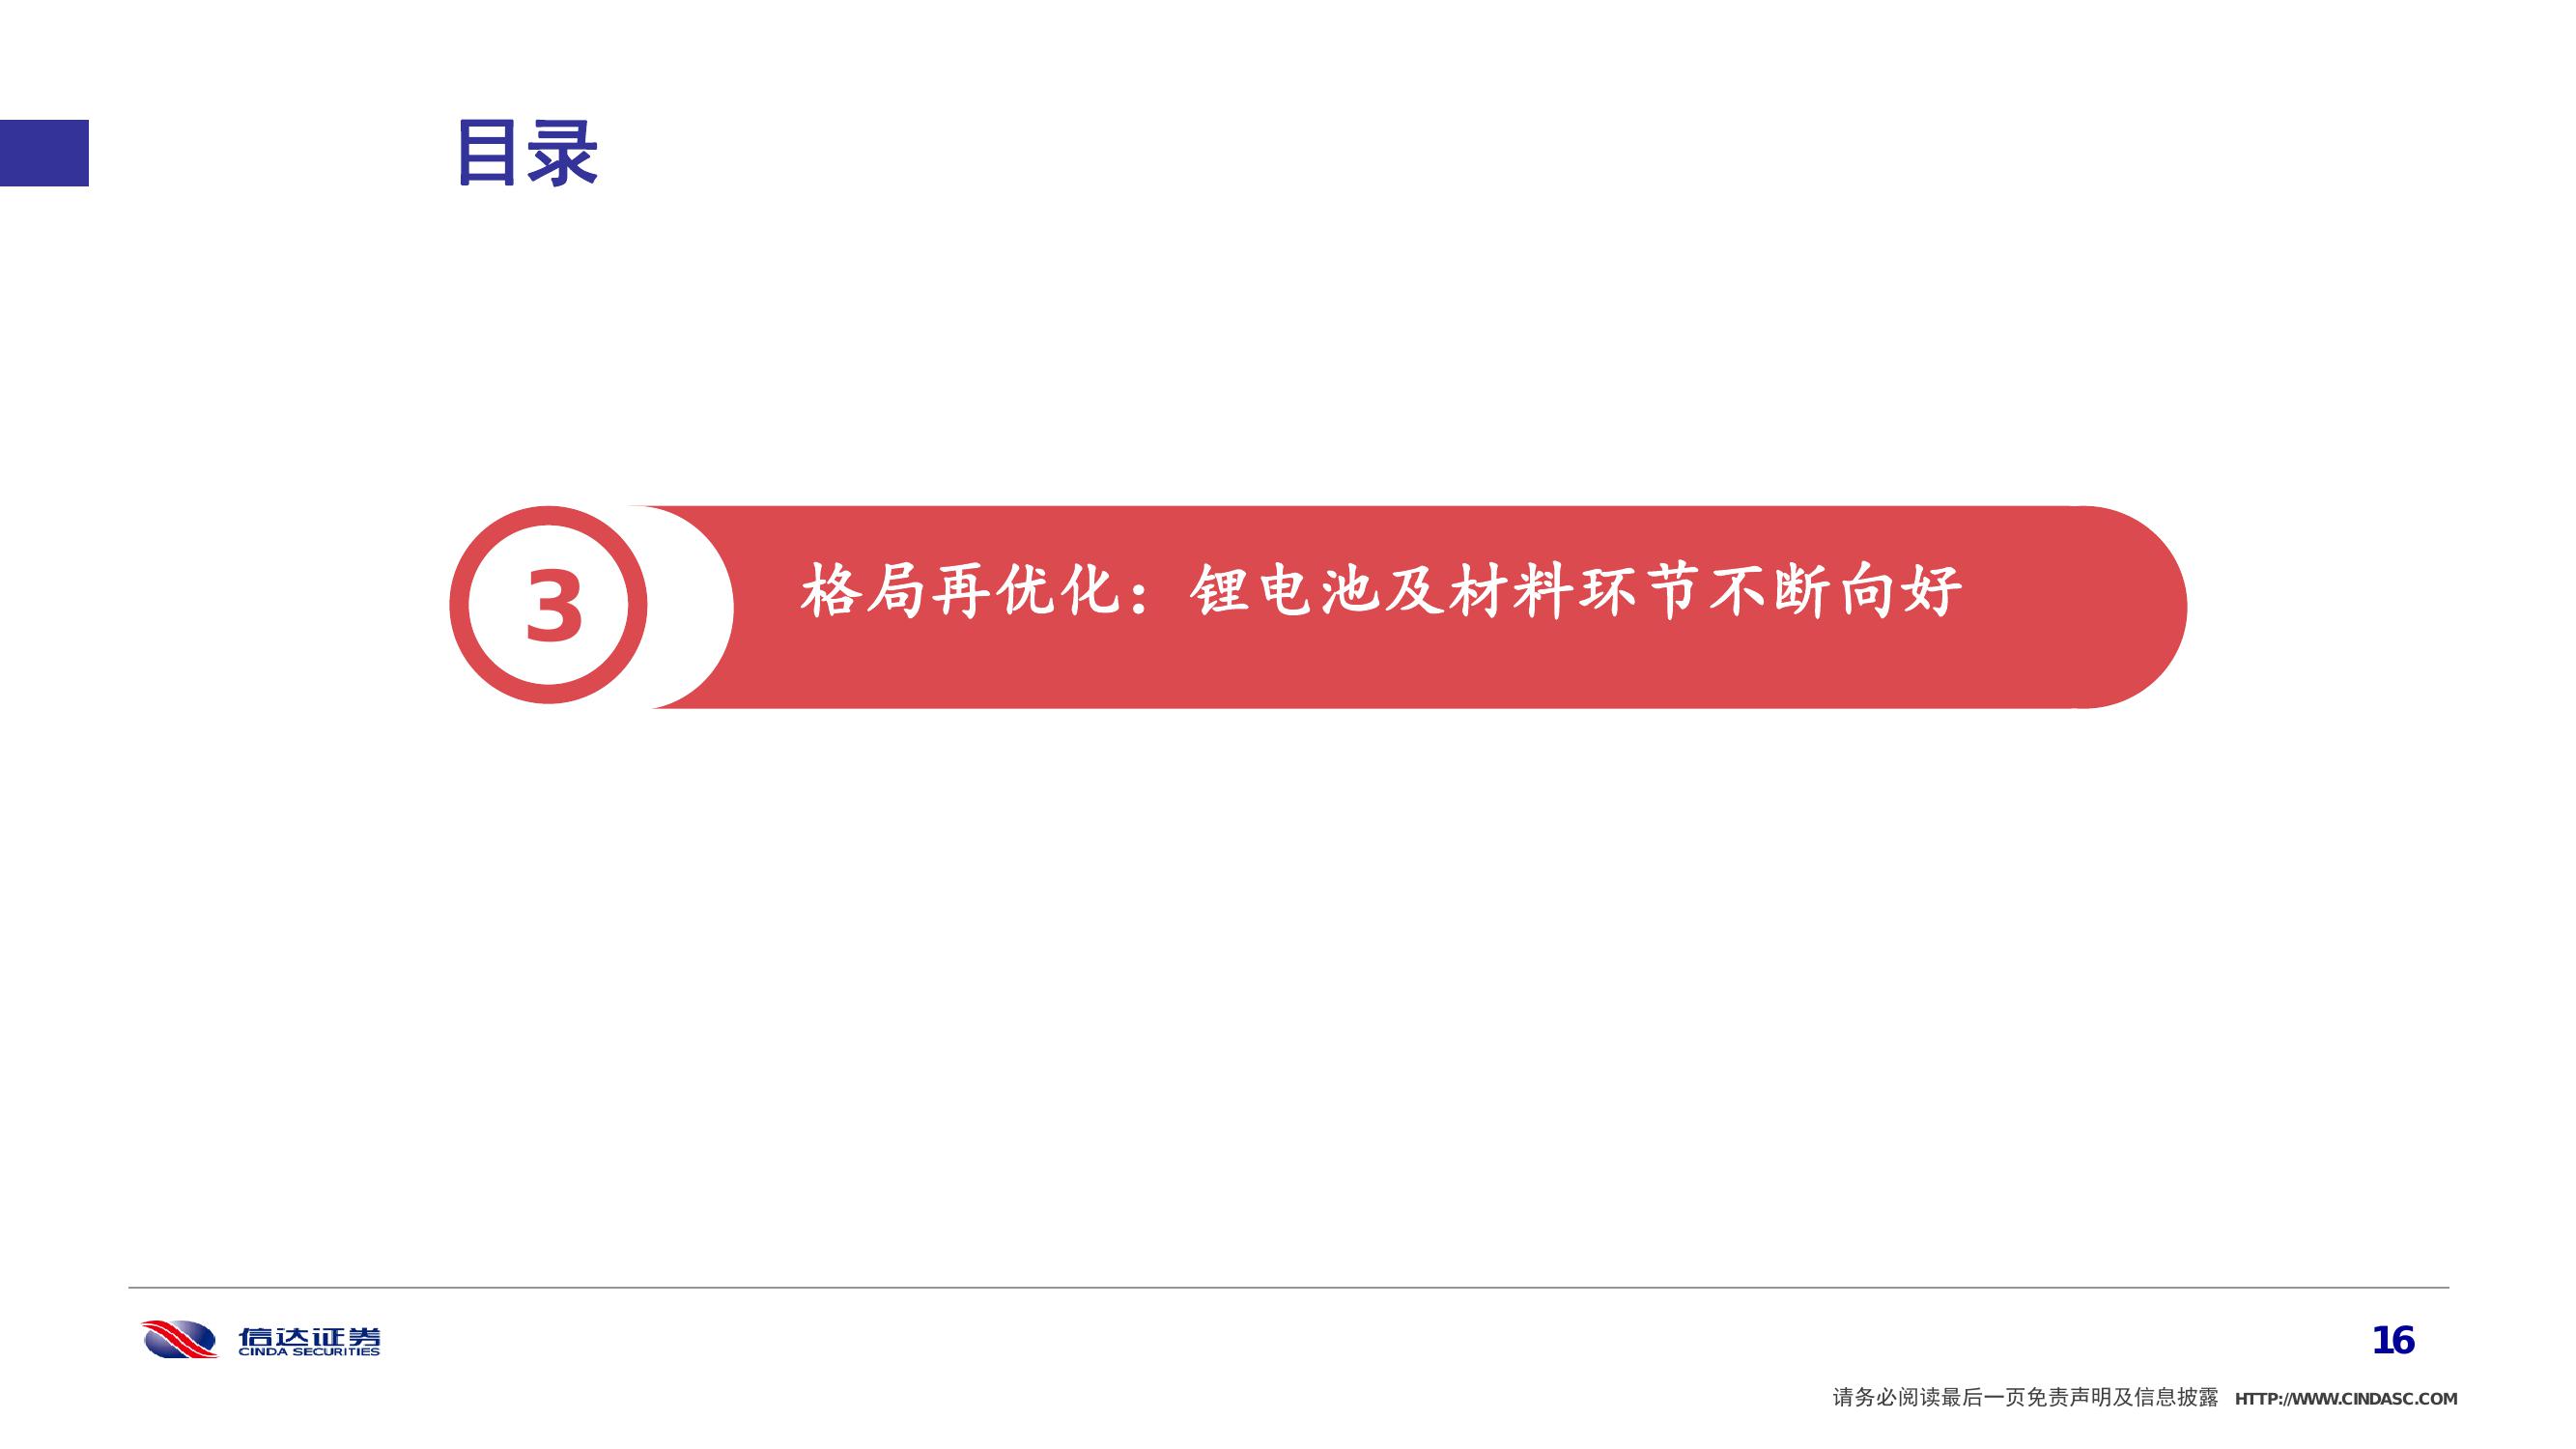 目录
3
格局再优化：锂电池及材料环节不断向好
信达证券
CINDA SECURITIES
16
请务必阅读最后一页免责声明及信息披露 HTTP://WWW.CINDASC.COM